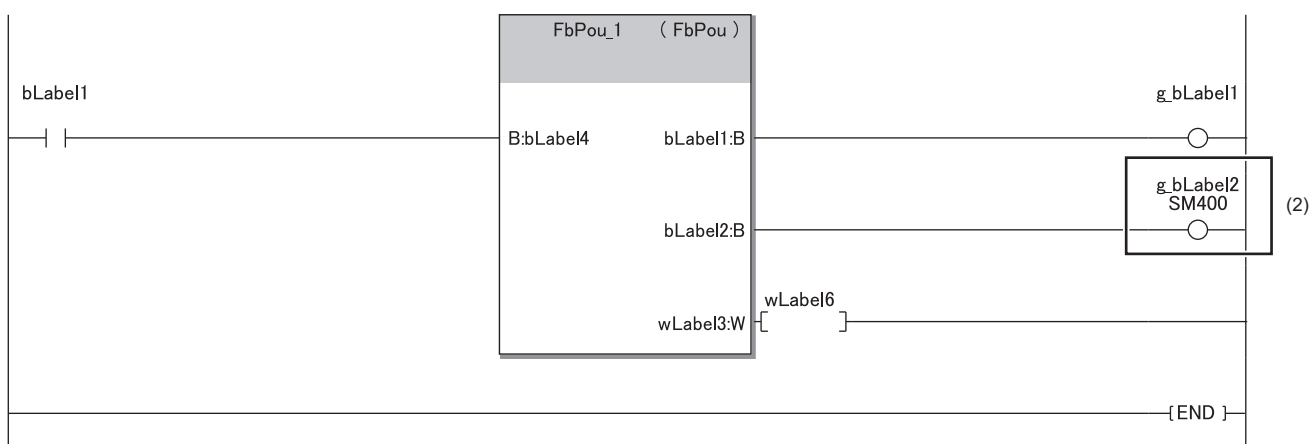 FbPou_1 ( FbPou )
bLabel1
g_bLabel1
B:bLabel4
bLabel1:B
g_bLabel2
SM400
(2)
bLabel2:B
wLabel6
wLabel3:W
[END]